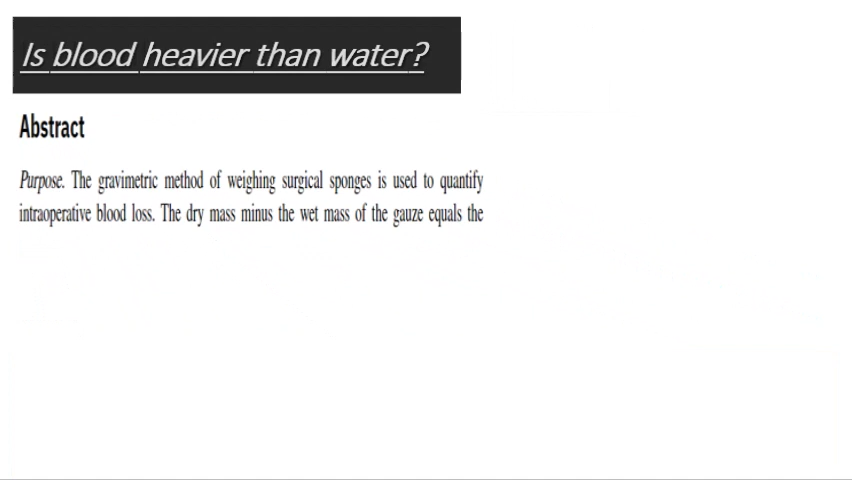 Is blood heavier than water?
Abstract
Purpose. The gravimetric method of weighing surgical sponges is used to quantify
intraoperative blood loss. The dry mass minus the wet mass of the gauze equals the